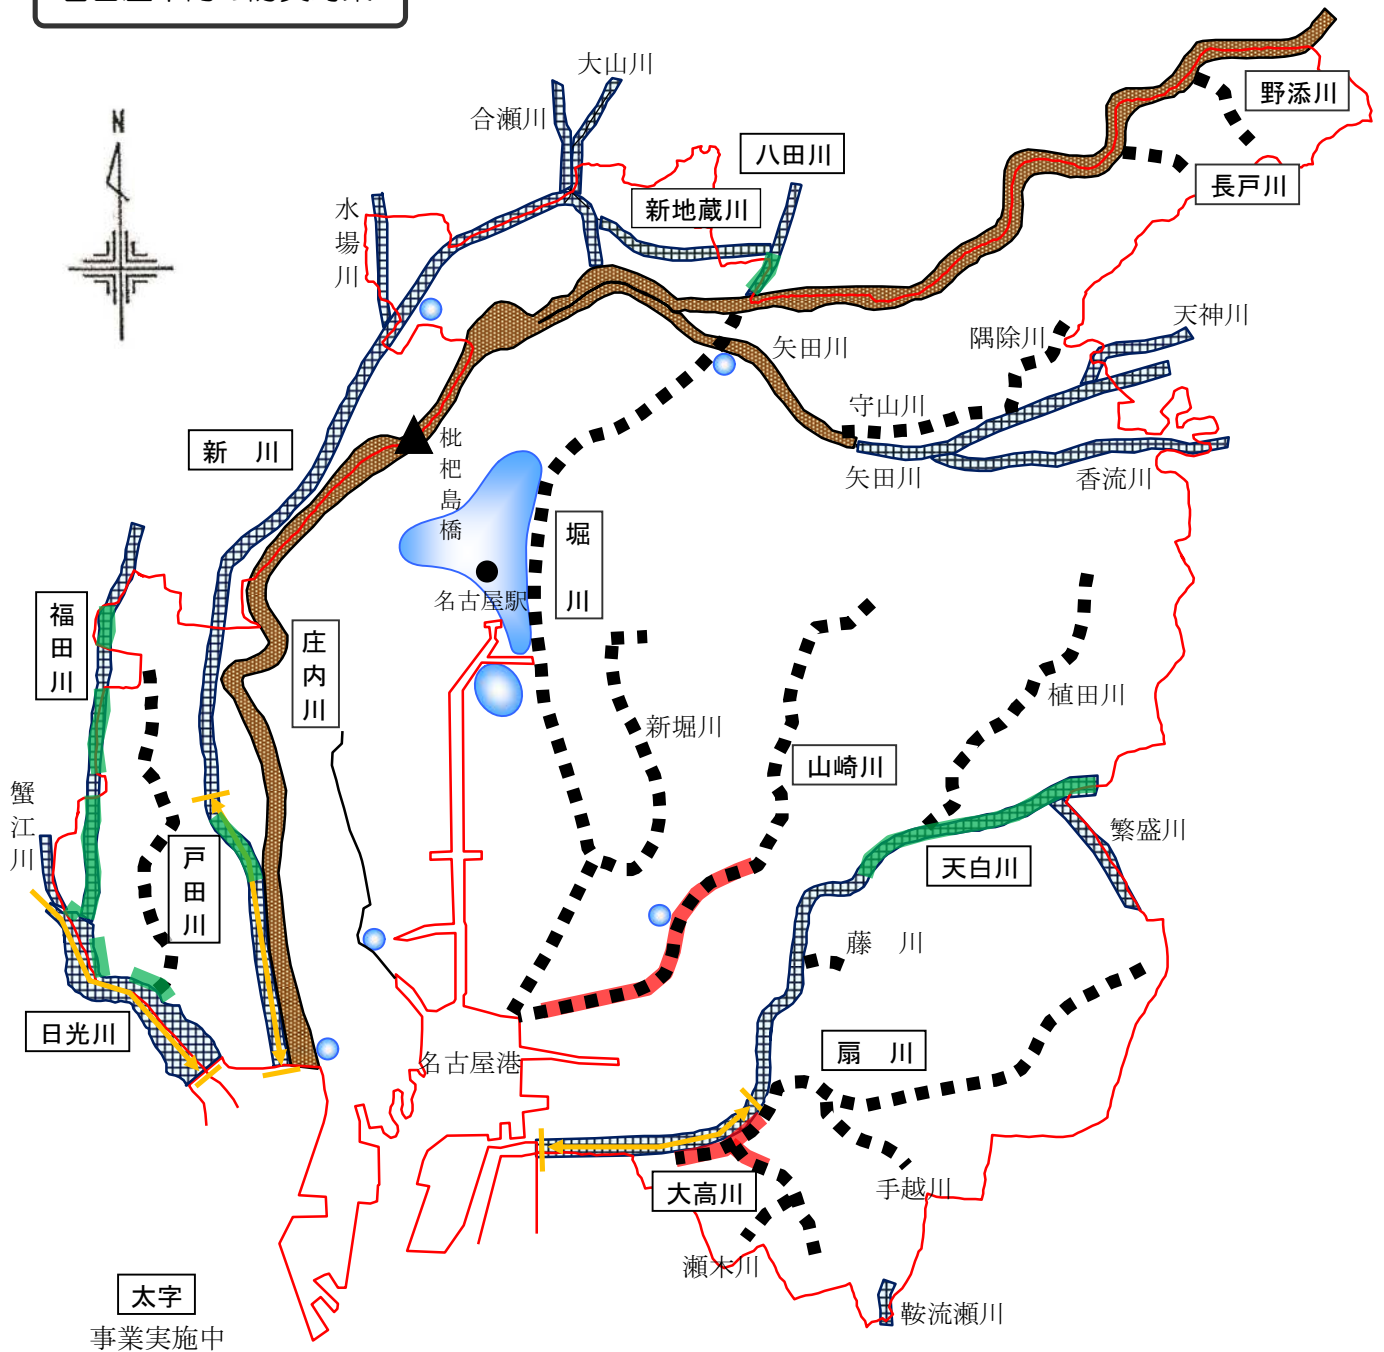 N
大山川
合瀬川
野添川
八田川
長戸川
新地蔵川
水場川
天神川
隅除川
矢田川
守山川
枇杷島橋
新　川
矢田川
香流川
堀川
名古屋駅
福田川
庄内川
植田川
新堀川
山崎川
蟹江川
繁盛川
戸田川
天白川
藤　川
日光川
扇　川
名古屋港
手越川
大高川
瀬木川
太字
鞍流瀬川
事業実施中